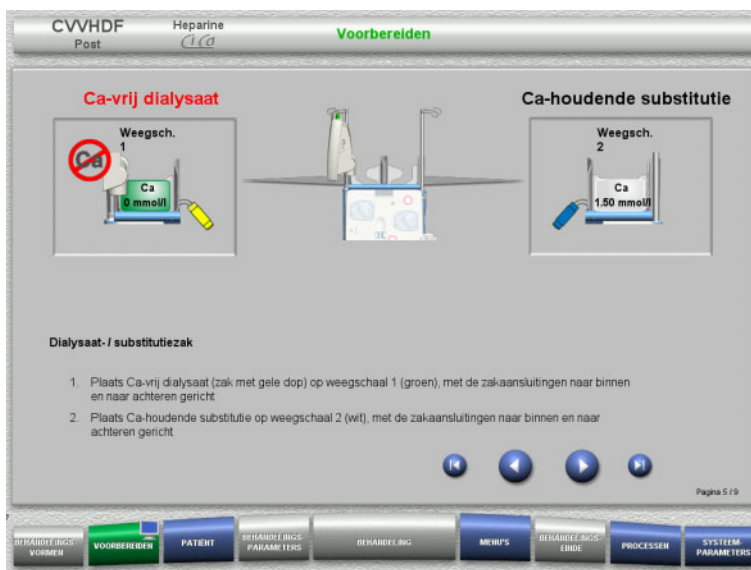 CVVHDF
Post
Heparine
CiCa
Voorbereiden
Ca-vrij dialysaat
Ca-houdende substitutie
Weegsch.
1
Ca
Ca
0 mmol/l
Weegsch.
2
Ca
1.50 mmol/l
Dialysaat- / substitutiezak
1. Plaats Ca-vrij dialysaat (zak met gele dop) op weegschaal 1 (groen), met de zakaansluitingen naar binnen
en naar achteren gericht
2. Plaats Ca-houdende substitutie op weegschaal 2 (wit), met de zakaansluitingen naar binnen en naar
achteren gericht
Pagina 5 / 9
BEHANDELINGS-
VORMEN
VOORBEREIDEN
PATIËNT
BEHANDELINGS-
PARAMETERS
BEHANDELING
MENU'S
BEHANDELINGS-
EINDE
PROCESSEN
SYSTEEM-
PARAMETERS